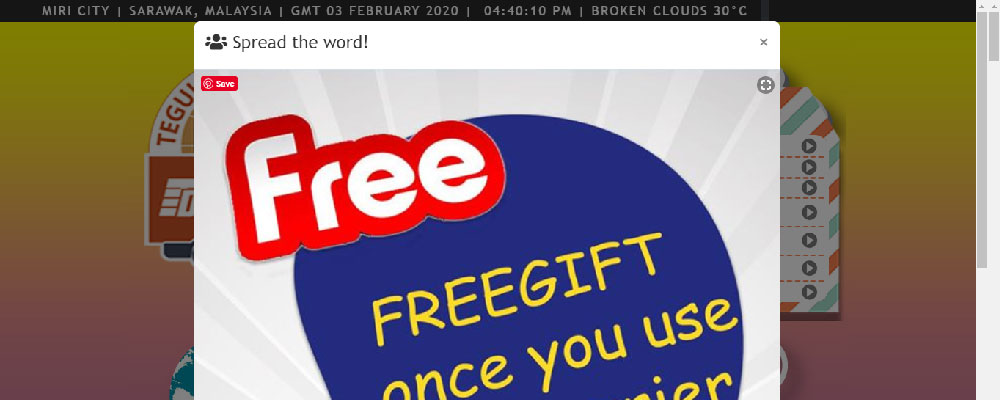 MIRI CITY | SARAWAK, MALAYSIA | GMT 03 FEBRUARY 2020 | 04:40:10 PM | BROKEN CLOUDS 30°C
Spread the word!
×
Save
Free
FREEGIFT
once you use